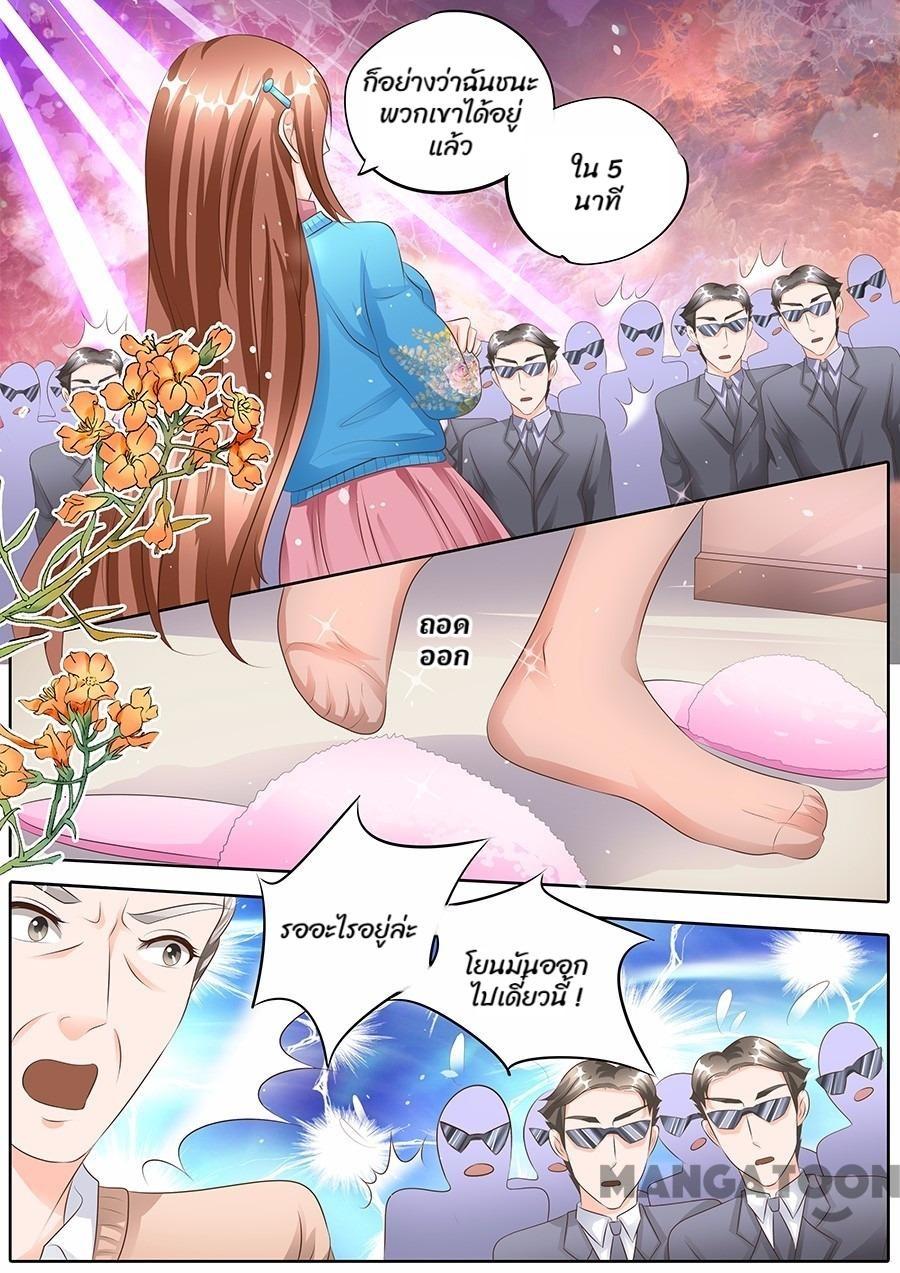 ก็อย่างว่าฉันชนะ
พวกเขาได้อยู่
แล้ว
ใน 5
นาที
ถอด
ออก
รออะไรอยู่ล่ะ
โยนมันออก
ไปเดี๋ยวนี้ !
MANGATOON